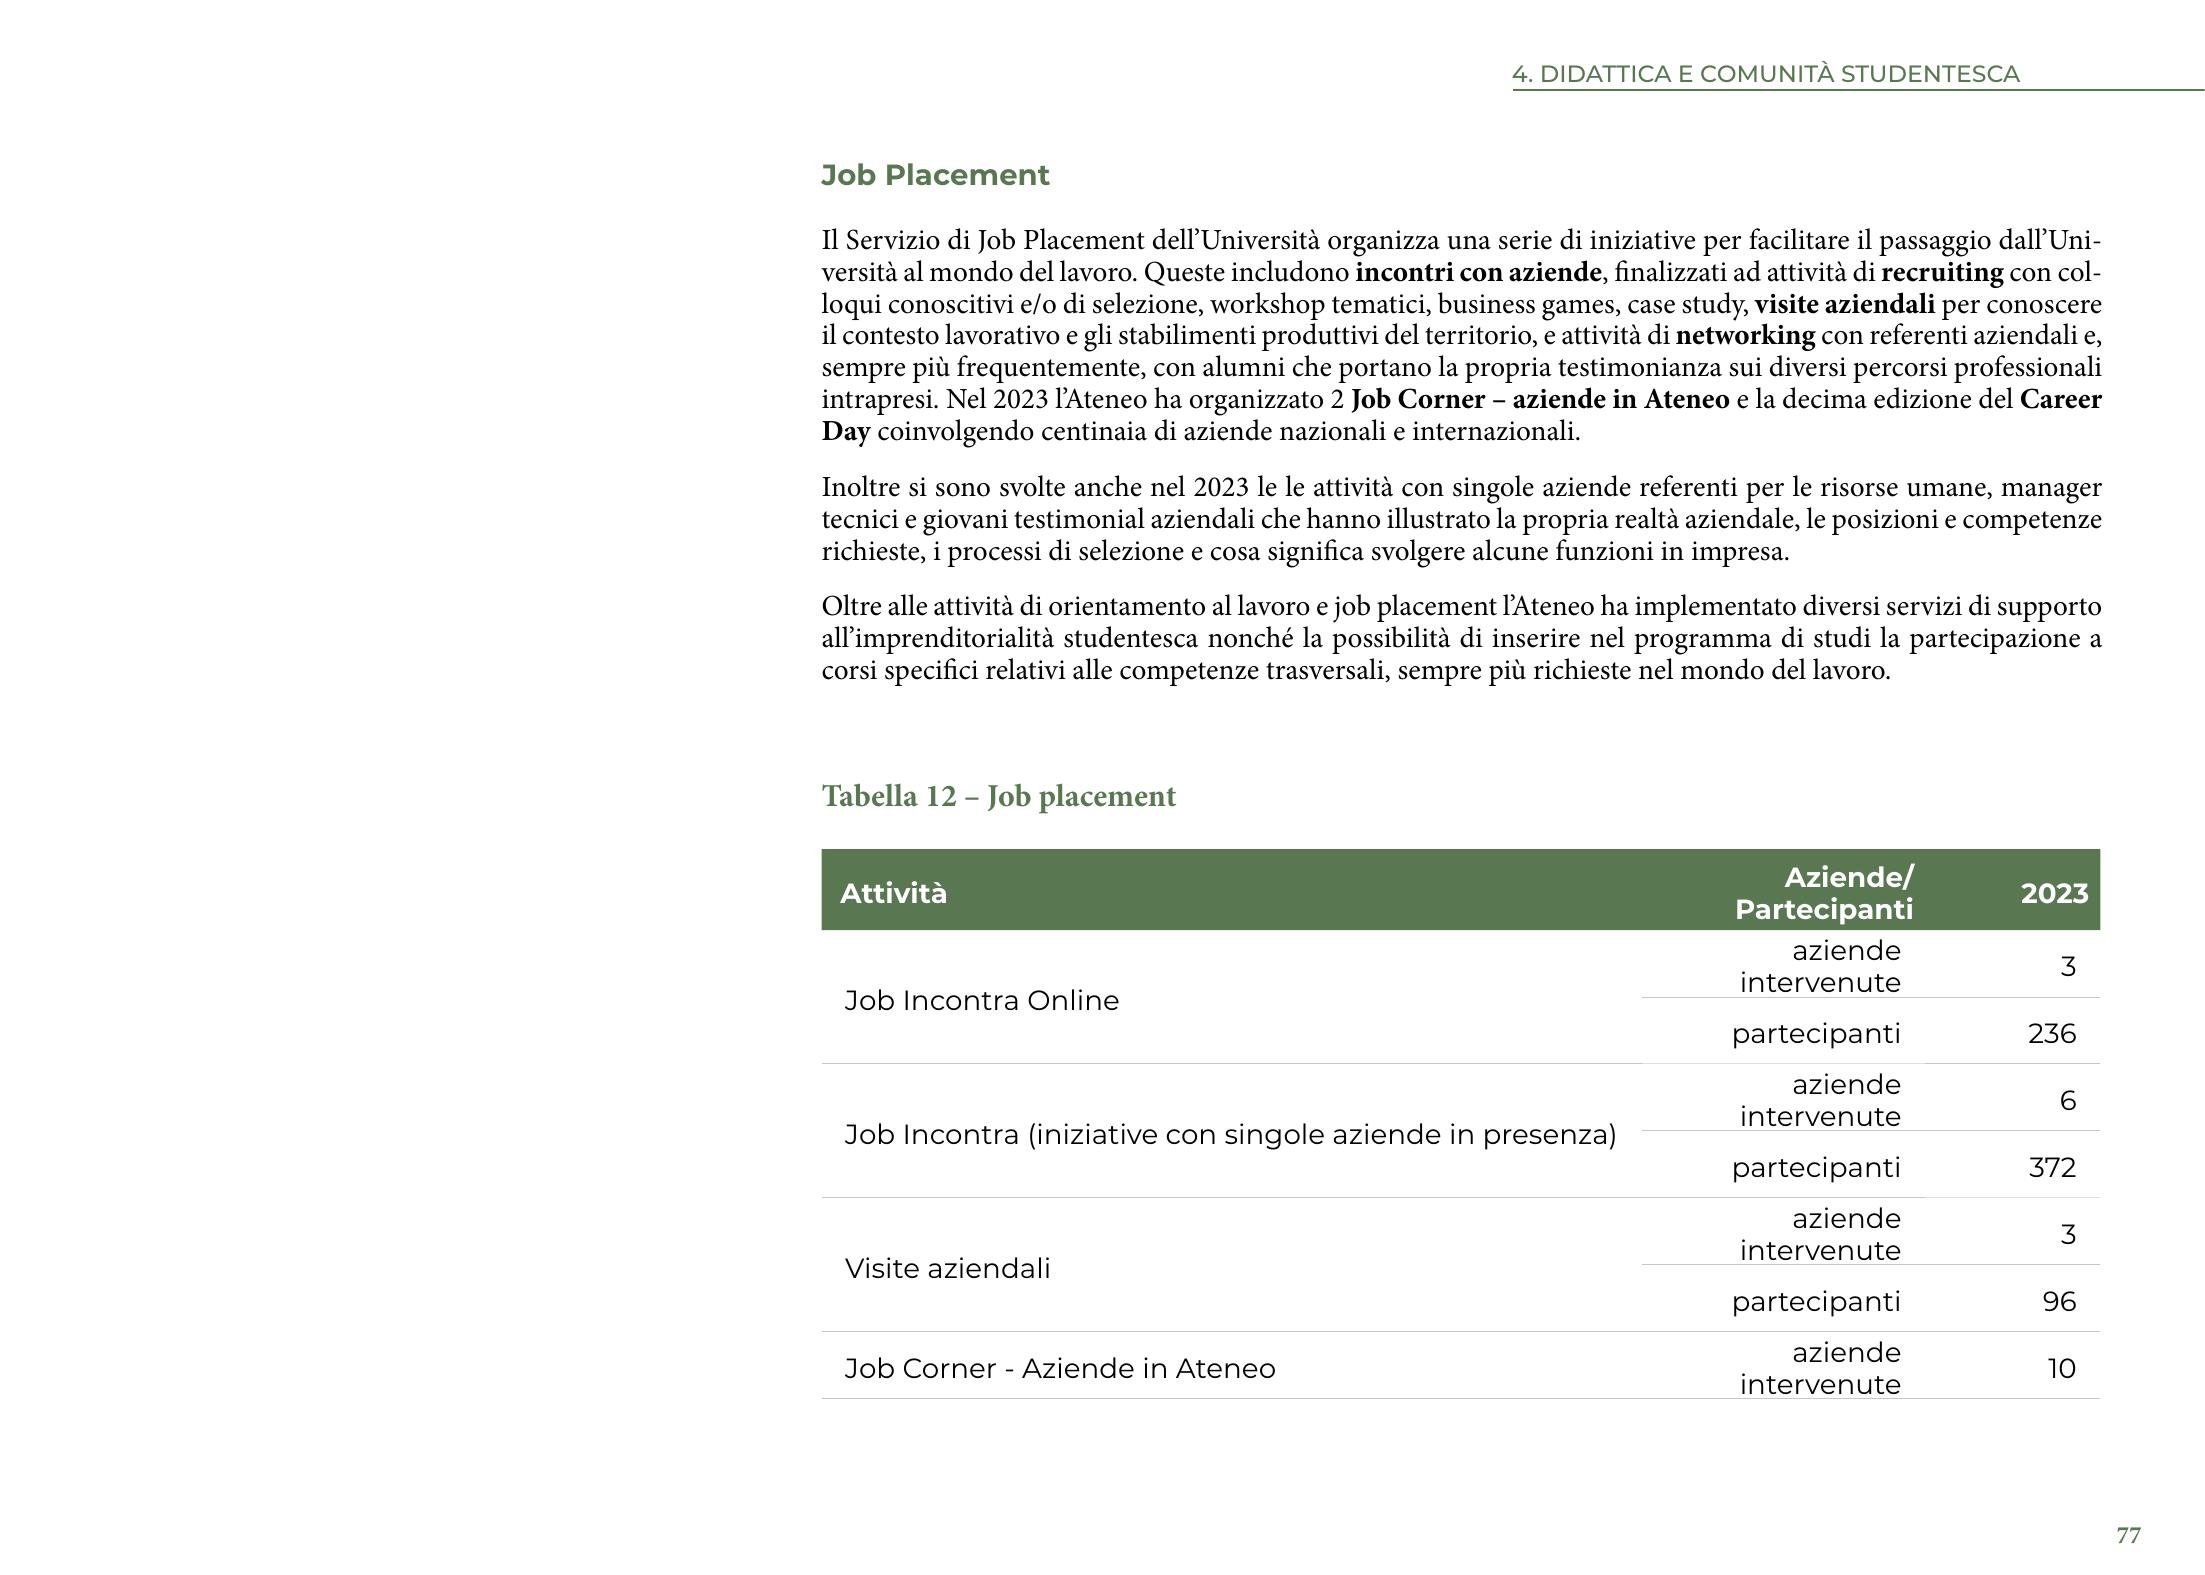 4. DIDATTICA E COMUNITÀ STUDENTESCA
Job Placement
Il Servizio di Job Placement dell’Università organizza una serie di iniziative per facilitare il passaggio dall’Uni-
versità al mondo del lavoro. Queste includono incontri con aziende, finalizzati ad attività di recruiting con col-
loqui conoscitivi e/o di selezione, workshop tematici, business games, case study, visite aziendali per conoscere
il contesto lavorativo e gli stabilimenti produttivi del territorio, e attività di networking con referenti aziendali e,
sempre più frequentemente, con alumni che portano la propria testimonianza sui diversi percorsi professionali
intrapresi. Nel 2023 l’Ateneo ha organizzato 2 Job Corner – aziende in Ateneo e la decima edizione del Career
Day coinvolgendo centinaia di aziende nazionali e internazionali.
Inoltre si sono svolte anche nel 2023 le le attività con singole aziende referenti per le risorse umane, manager
tecnici e giovani testimonial aziendali che hanno illustrato la propria realtà aziendale, le posizioni e competenze
richieste, i processi di selezione e cosa significa svolgere alcune funzioni in impresa.
Oltre alle attività di orientamento al lavoro e job placement l’Ateneo ha implementato diversi servizi di supporto
all’imprenditorialità studentesca nonché la possibilità di inserire nel programma di studi la partecipazione a
corsi specifici relativi alle competenze trasversali, sempre più richieste nel mondo del lavoro.
Tabella 12 – Job placement
Attività
Aziende/
Partecipanti
2023
Job Incontra Online
aziende
intervenute
3
partecipanti
236
Job Incontra (iniziative con singole aziende in presenza)
aziende
intervenute
6
partecipanti
372
Visite aziendali
aziende
intervenute
3
partecipanti
96
Job Corner - Aziende in Ateneo
aziende
intervenute
10
77